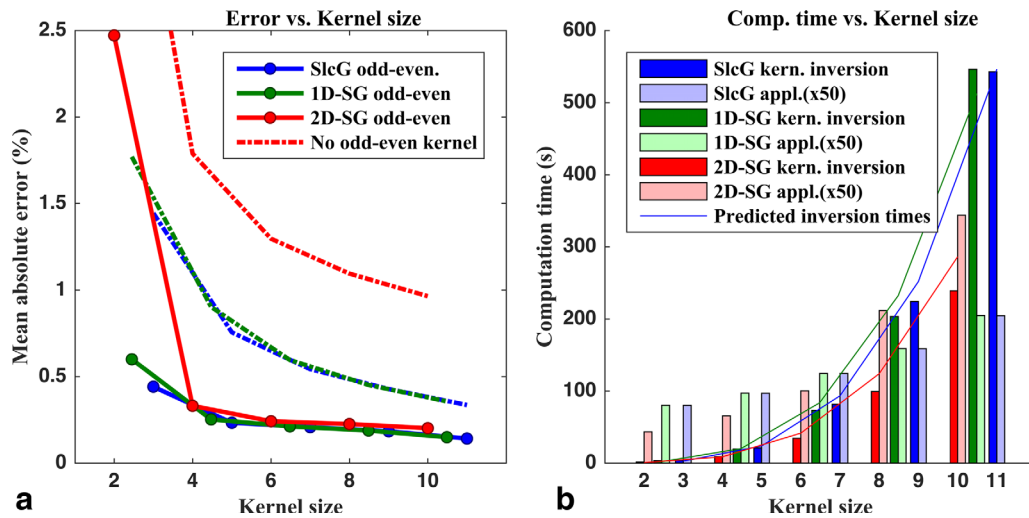 Error vs. Kernel size
Mean absolute error (%)
2.5
2
1.5
1
0.5
0
SlcG odd-even.
1D-SG odd-even
2D-SG odd-even
No odd-even kernel
2 4 6 8 10
Kernel size
a
Comp. time vs. Kernel size
Computation time (s)
600
500
400
300
200
100
0
SlcG kern. inversion
SlcG appl.(x50)
1D-SG kern. inversion
1D-SG appl.(x50)
2D-SG kern. inversion
2D-SG appl.(x50)
Predicted inversion times
2 3 4 5 6 7 8 9 10 11
Kernel size
b